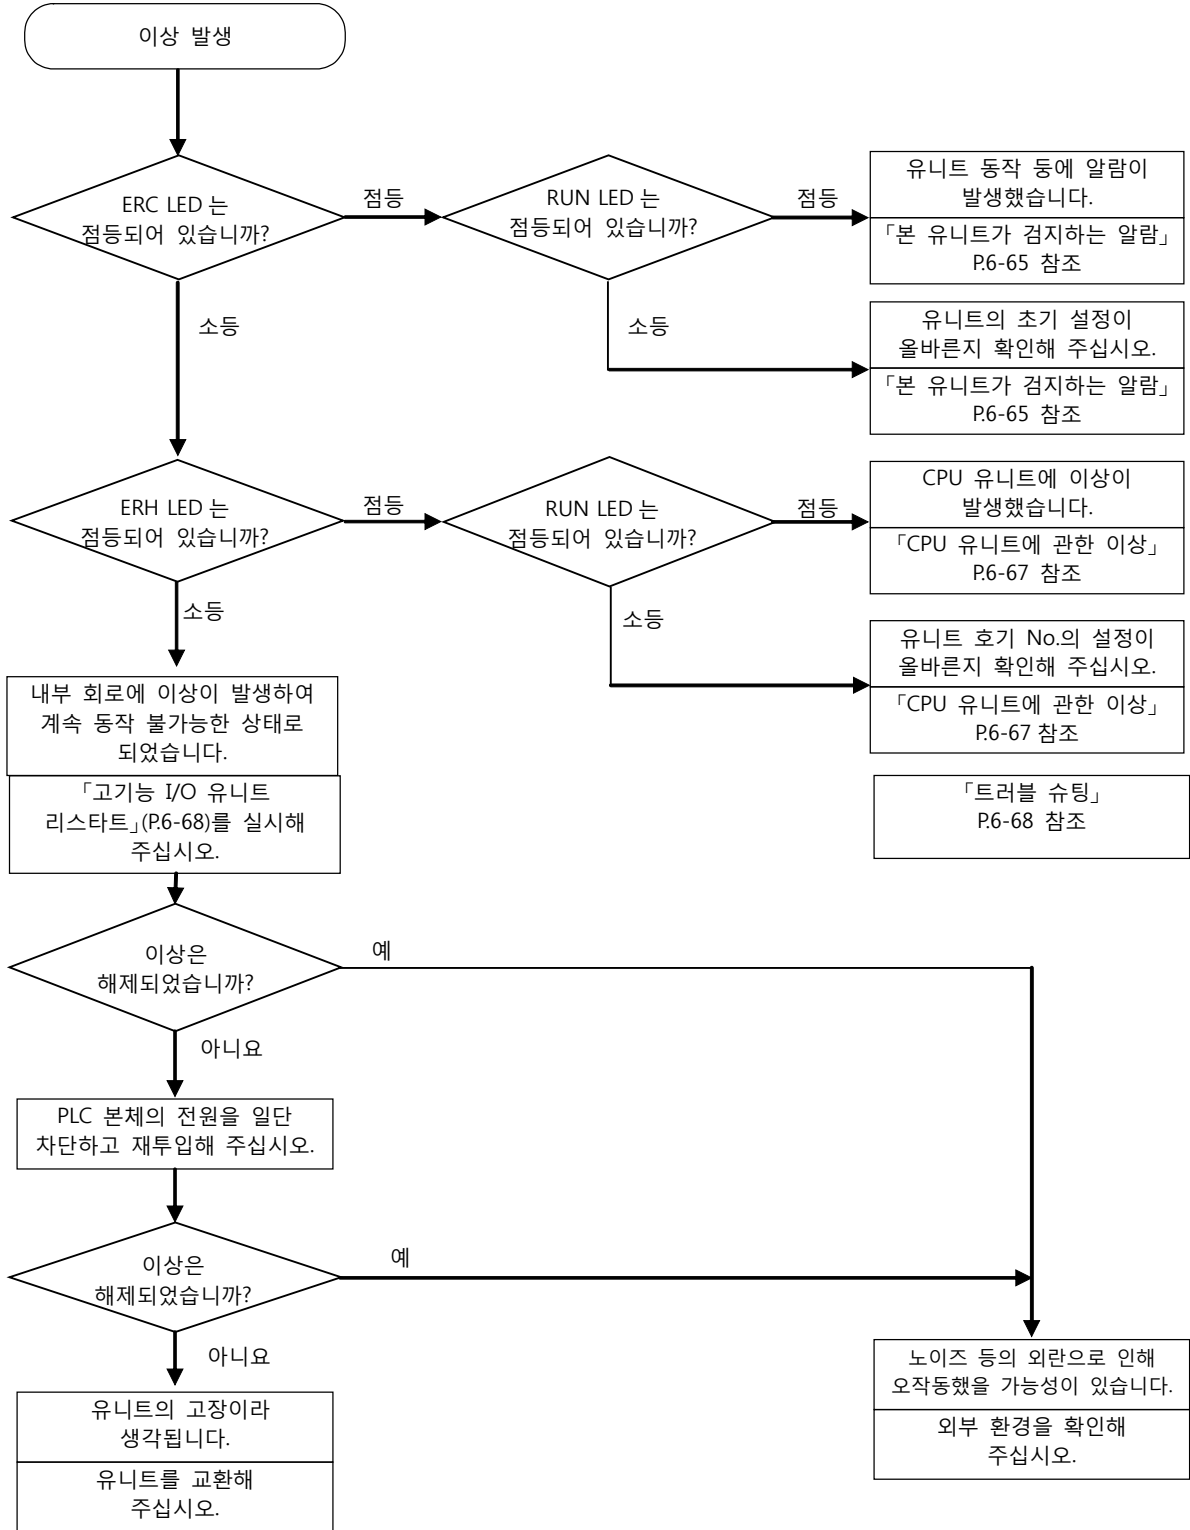 이상 발생
ERC LED 는
점등되어 있습니까?
점등
RUN LED 는
점등되어 있습니까?
점등
유니트 동작 둥에 알람이
발생했습니다.
「본 유니트가 검지하는 알람」
P.6-65 참조
소등
소등
유니트의 초기 설정이
올바른지 확인해 주십시오.
「본 유니트가 검지하는 알람」
P.6-65 참조
ERH LED 는
점등되어 있습니까?
점등
RUN LED 는
점등되어 있습니까?
점등
CPU 유니트에 이상이
발생했습니다.
「CPU 유니트에 관한 이상」
P.6-67 참조
소등
소등
유니트 호기 No.의 설정이
올바른지 확인해 주십시오.
「CPU 유니트에 관한 이상」
P.6-67 참조
내부 회로에 이상이 발생하여
계속 동작 불가능한 상태로
되었습니다.
「고기능 I/O 유니트
리스타트」(P.6-68)를 실시해
주십시오.
「트러블 슈팅」
P.6-68 참조
이상은
해제되었습니까?
예
아니요
PLC 본체의 전원을 일단
차단하고 재투입해 주십시오.
이상은
해제되었습니까?
예
아니요
유니트의 고장이라
생각됩니다.
유니트를 교환해
주십시오.
노이즈 등의 외란으로 인해
오작동했을 가능성이 있습니다.
외부 환경을 확인해
주십시오.